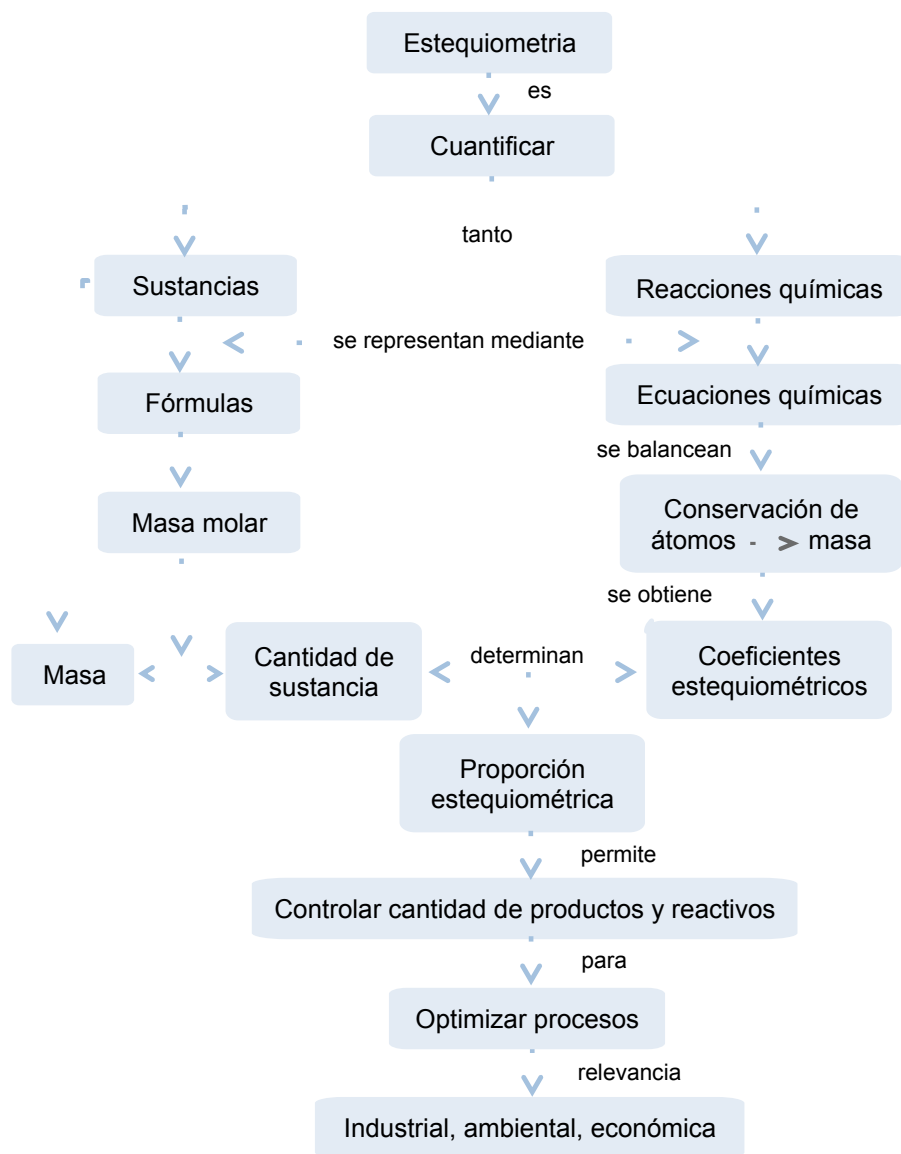 Estequiometria
es
Cuantificar
tanto
Sustancias
Reacciones químicas
se representan mediante
Fórmulas
Ecuaciones químicas
se balancean
Masa molar
Conservación de
átomos
masa
se obtiene
Masa
Cantidad de
sustancia
determinan
Coeficientes
estequiométricos
Proporción
estequiométrica
permite
Controlar cantidad de productos y reactivos
para
Optimizar procesos
relevancia
Industrial, ambiental, económica